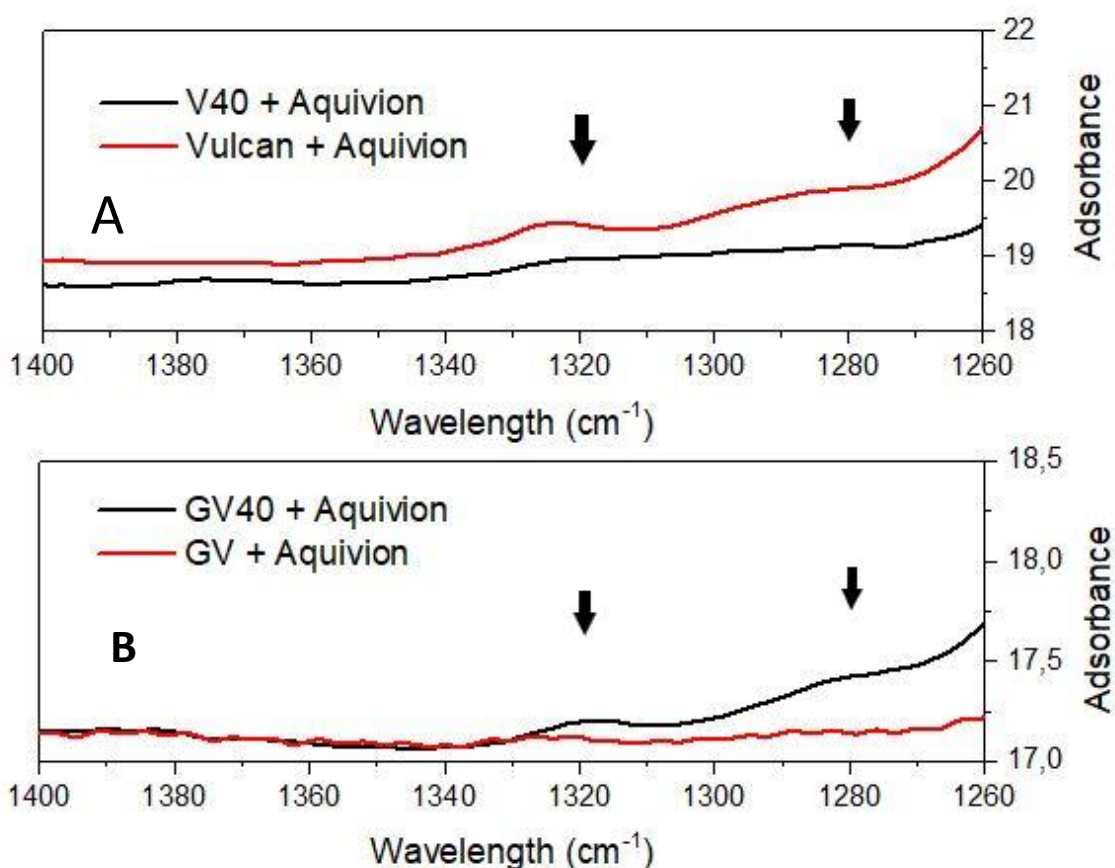 22
V40 + Aquivion
Vulcan + Aquivion
21
A
20
19
18
Adsorbance
1400 1380 1360 1340 1320 1300 1280 1260
Wavelength (cm⁻¹)
18,5
GV40 + Aquivion
GV + Aquivion
18,0
B
17,5
17,0
Adsorbance
1400 1380 1360 1340 1320 1300 1280 1260
Wavelength (cm⁻¹)